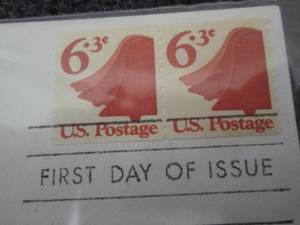 6.3¢ 6.3¢
U.S. Postage U.S. Postage
FIRST DAY OF ISSUE